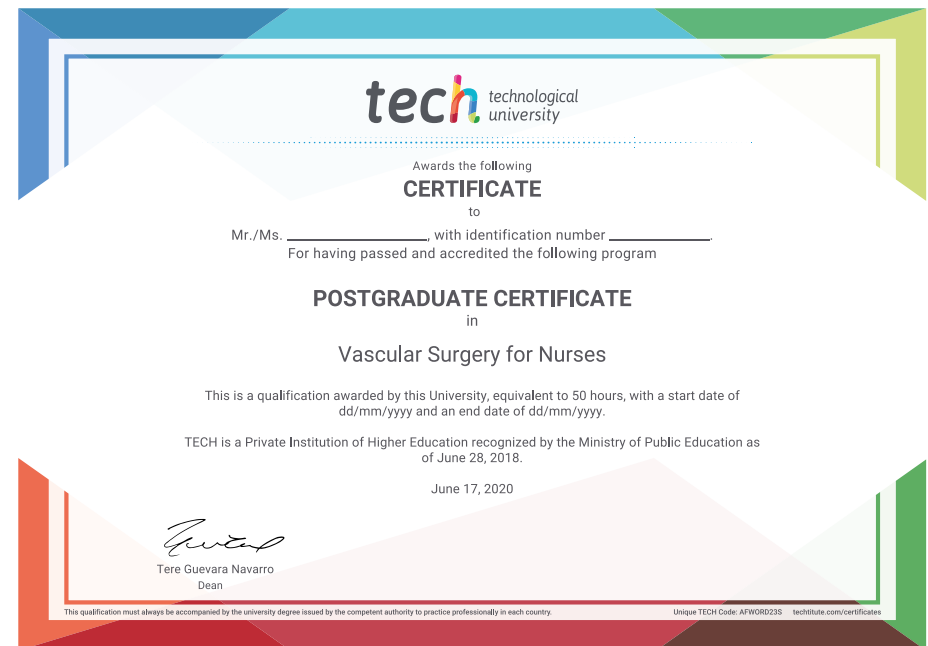 tech technological
university
Awards the following
CERTIFICATE
to
Mr./Ms. ____________________, with identification number ______________.
For having passed and accredited the following program
POSTGRADUATE CERTIFICATE
in
Vascular Surgery for Nurses
This is a qualification awarded by this University, equivalent to 50 hours, with a start date of
dd/mm/yyyy and an end date of dd/mm/yyyy.
TECH is a Private Institution of Higher Education recognized by the Ministry of Public Education as
of June 28, 2018.
June 17, 2020
Tere Guevara Navarro
Dean
This qualification must always be accompanied by the university degree issued by the competent authority to practice professionally in each country.
Unique TECH Code: AFWORD23S techtitute.com/certificates